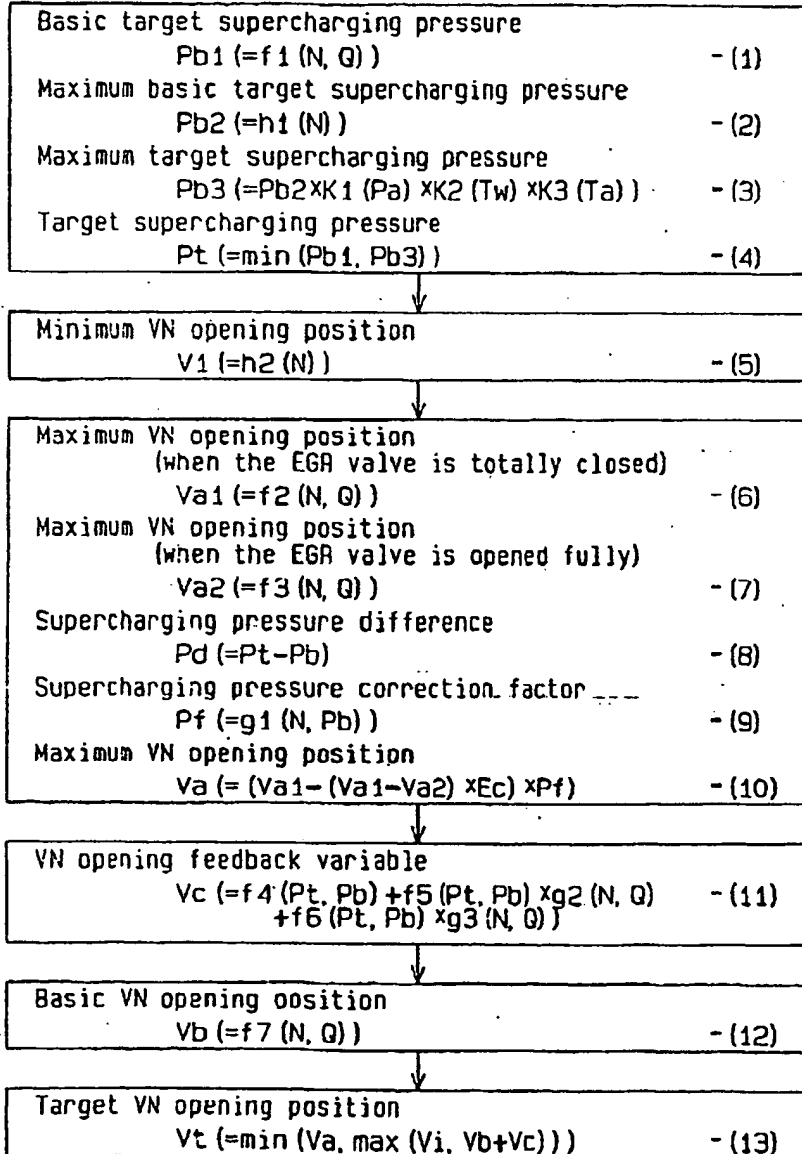 Basic target supercharging pressure
Pb1 (=f1 (N, Q)) -(1)
Maximum basic target supercharging pressure
Pb2 (=h1 (N)) -(2)
Maximum target supercharging pressure
Pb3 (=Pb2×K1 (Pa) ×K2 (Tw) ×K3 (Ta)) -(3)
Target supercharging pressure
Pt (=min (Pb1, Pb3)) -(4)
Minimum VN opening position
V1 (=h2 (N)) -(5)
Maximum VN opening position
(when the EGR valve is totally closed)
Va1 (=f2 (N, Q)) -(6)
Maximum VN opening position
(when the EGR valve is opened fully)
Va2 (=f3 (N, Q)) -(7)
Supercharging pressure difference
Pd (=Pt-Pb) -(8)
Supercharging pressure correction factor
Pf (=g1 (N, Pb)) -(9)
Maximum VN opening position
Va (= (Va1- (Va1-Va2) ×Ec) ×Pf) -(10)
VN opening feedback variable
Vc (=f4 (Pt, Pb) +f5 (Pt, Pb) ×g2 (N, Q) -(11)
+f6 (Pt, Pb) ×g3 (N, Q))
Basic VN opening position
Vb (=f7 (N, Q)) -(12)
Target VN opening position
Vt (=min (Va, max (Vi, Vb+Vc))) -(13)